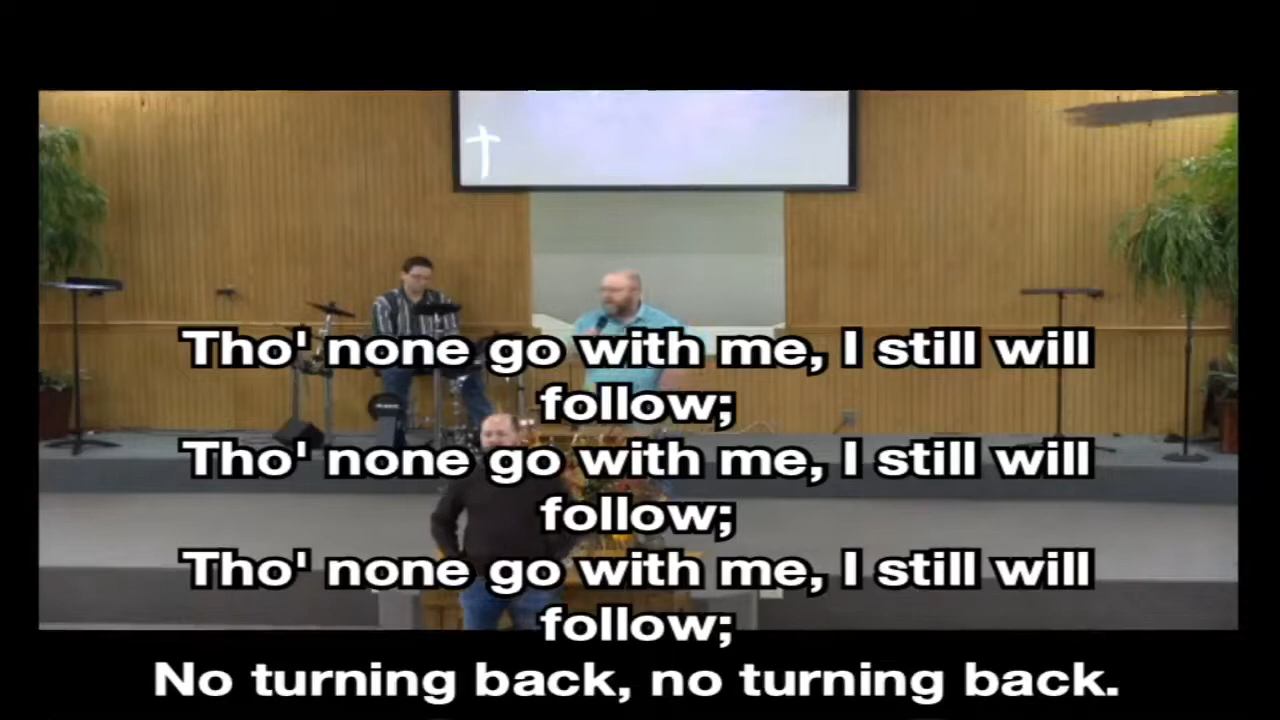 Tho' none go with me, I still will
follow;
Tho' none go with me, I still will
follow;
Tho' none go with me, I still will
follow;
No turning back, no turning back.